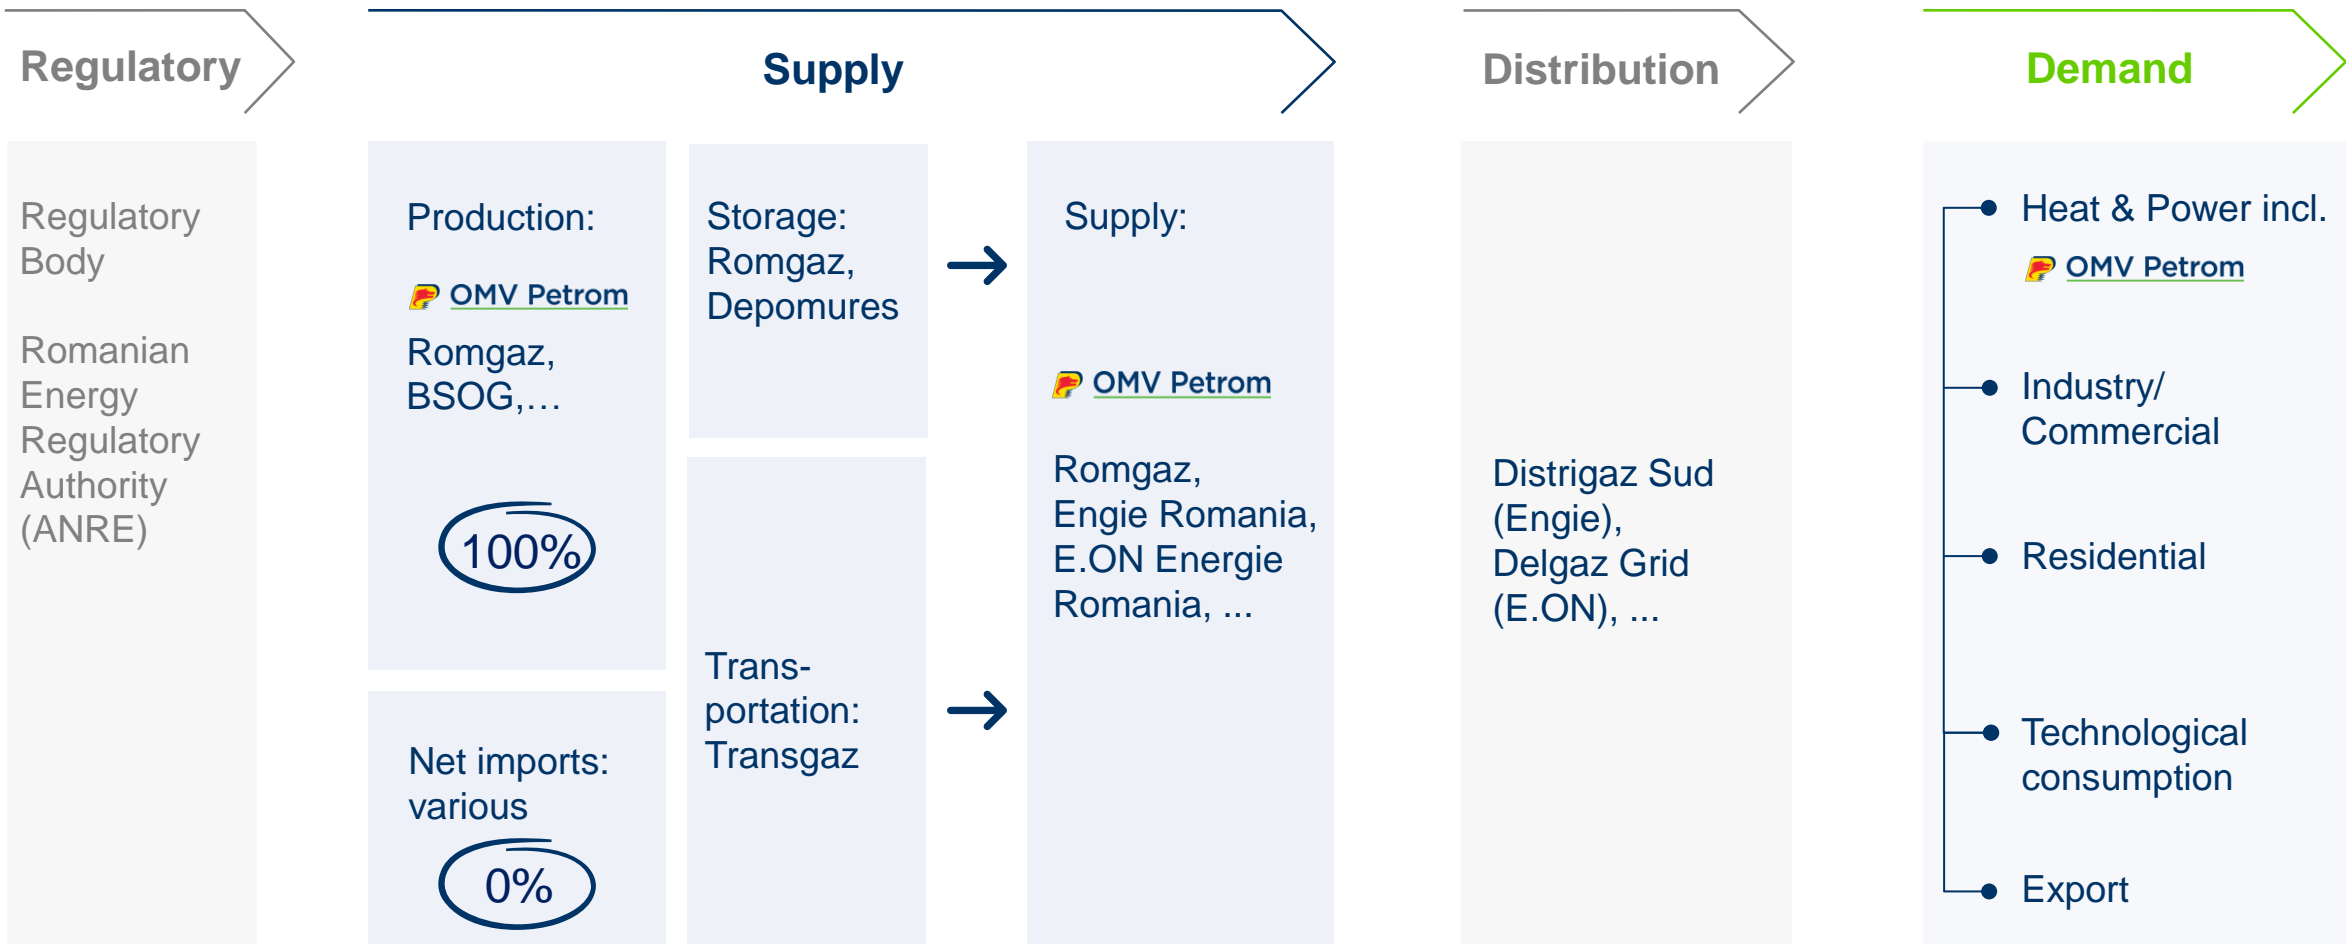 Regulatory
Supply
Distribution
Demand
Regulatory
Body
Romanian
Energy
Regulatory
Authority
(ANRE)
Production:
OMV Petrom
Romgaz,
BSOG,…
100%
Net imports:
various
0%
Storage:
Romgaz,
Depomures
Trans-
portation:
Transgaz
Supply:
OMV Petrom
Romgaz,
Engie Romania,
E.ON Energie
Romania, ...
Distrigaz Sud
(Engie),
Delgaz Grid
(E.ON), ...
Heat & Power incl.
OMV Petrom
Industry/
Commercial
Residential
Technological
consumption
Export